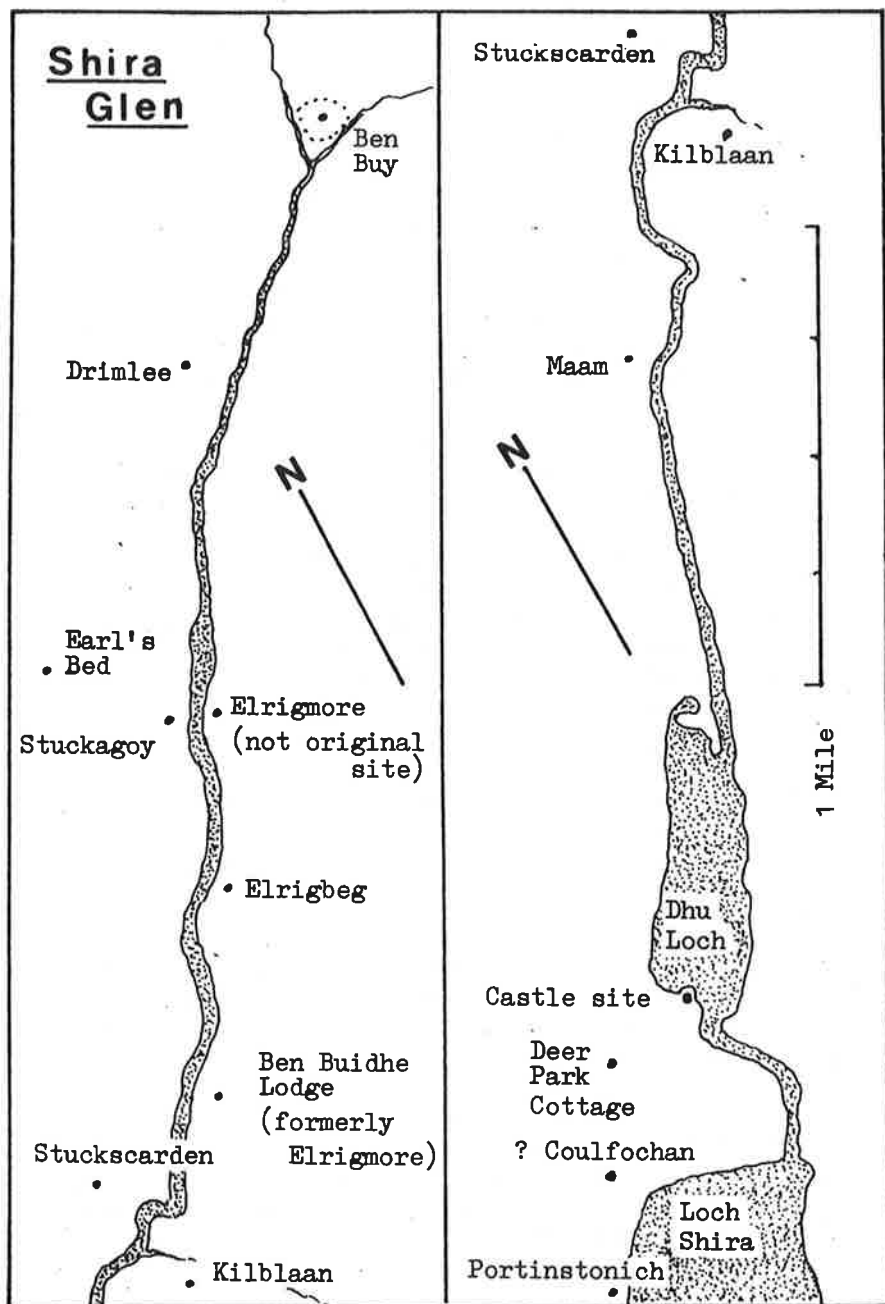 Shira
Glen
Ben
Buy
Drimlee
N
Earl's
Bed
Stuckagoy
Elrigmore
(not original
site)
Elrigbeg
Ben Buidhe
Lodge
(formerly
Elrigmore)
Stuckscarden
Kilblaan
Stuckscarden
Kilblaan
Maam
N
1 Mile
Dhu
Loch
Castle site
Deer
Park
Cottage
? Coulfochan
Loch
Shira
Portinstonich